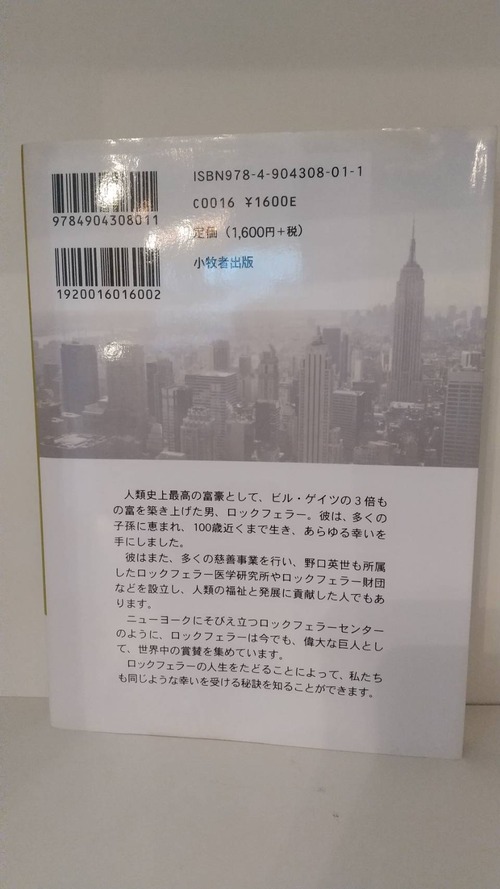 ISBN978-4-904308-01-1
C0016 ¥1600E
9784904308011
定価（1,600円+税）
小牧者出版
1920016016002
人類史上最高の富豪として、ビル・ゲイツの3倍も
の富を築き上げた男、ロックフェラー。彼は、多くの
子孫に恵まれ、100歳近くまで生き、あらゆる幸いを
手にしました。
彼はまた、多くの慈善事業を行い、野口英世も所属
したロックフェラー医学研究所やロックフェラー財団
などを設立し、人類の福祉と発展に貢献した人でもあ
ります。
ニューヨークにそびえ立つロックフェラーセンター
のように、ロックフェラーは今でも、偉大な巨人とし
て、世界中の賞賛を集めています。
ロックフェラーの人生をたどることによって、私たち
も同じような幸いを受ける秘訣を知ることができます。